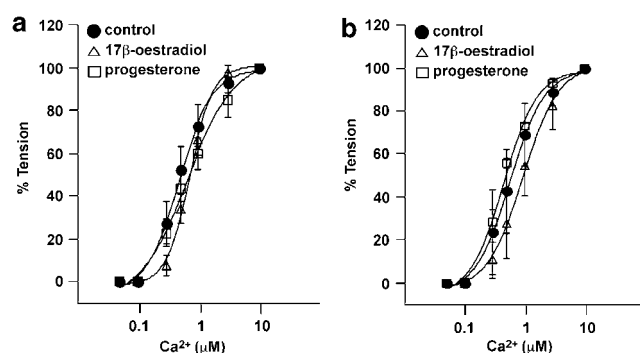 a
120
100
80
60
40
20
0
% Tension
control
17β-oestradiol
progesterone
0.1 1 10
Ca²⁺ (μM)
b
120
100
80
60
40
20
0
% Tension
control
17β-oestradiol
progesterone
0.1 1 10
Ca²⁺ (μM)